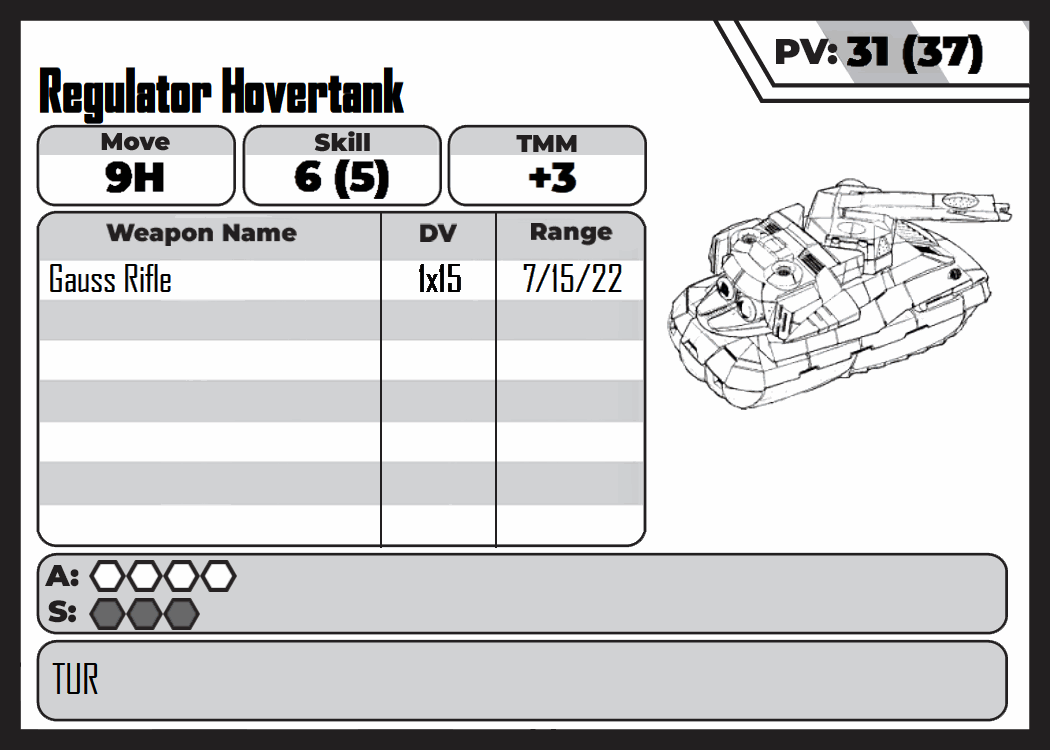 PV: 31 (37)
Regulator Hovertank
Move Skill TMM
9H 6 (5) +3
Weapon Name DV Range
Gauss Rifle 1x15 7/15/22
A:
S:
TUR